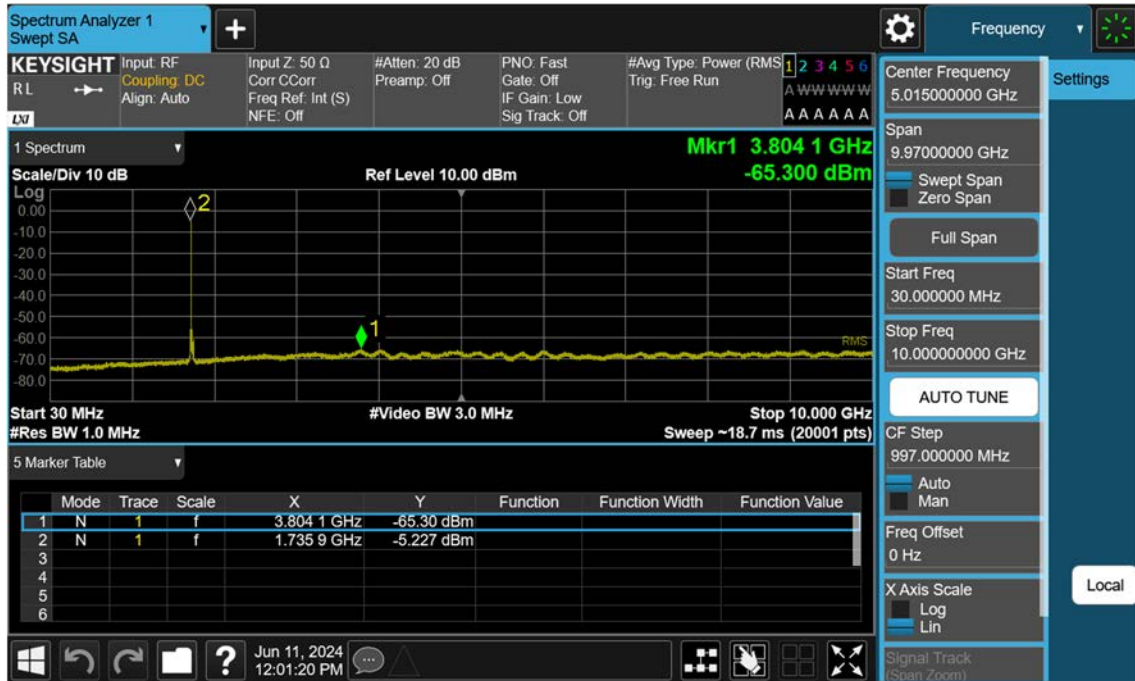 Spectrum Analyzer 1
Swept SA
Frequency
KEYSIGHT
RL
LXI
Input: RF
Coupling: DC
Align: Auto
Input Z: 50 Ω
Corr CCorr
Freq Ref: Int (S)
NFE: Off
#Atten: 20 dB
Preamp: Off
PNO: Fast
Gate: Off
IF Gain: Low
Sig Track: Off
#Avg Type: Power (RMS
Trig: Free Run
1 2 3 4 5 6
A W W W W W
A A A A A A
1 Spectrum
Mkr1 3.804 1 GHz
Scale/Div 10 dB
Ref Level 10.00 dBm
-65.300 dBm
Log
0.00
-10.0
-20.0
-30.0
-40.0
-50.0
-60.0
-70.0
-80.0
2
1
RMS
Start 30 MHz
#Video BW 3.0 MHz
Stop 10.000 GHz
#Res BW 1.0 MHz
Sweep ~18.7 ms (20001 pts)
5 Marker Table
Mode Trace Scale X Y Function Function Width Function Value
1 N 1 f 3.804 1 GHz -65.30 dBm
2 N 1 f 1.735 9 GHz -5.227 dBm
3
4
5
6
Center Frequency
5.015000000 GHz
Span
9.97000000 GHz
Swept Span
Zero Span
Full Span
Start Freq
30.000000 MHz
Stop Freq
10.000000000 GHz
AUTO TUNE
CF Step
997.000000 MHz
Auto
Man
Freq Offset
0 Hz
X Axis Scale
Log
Lin
Signal Track
(Span Zoom)
Settings
Local
?
Jun 11, 2024
12:01:20 PM